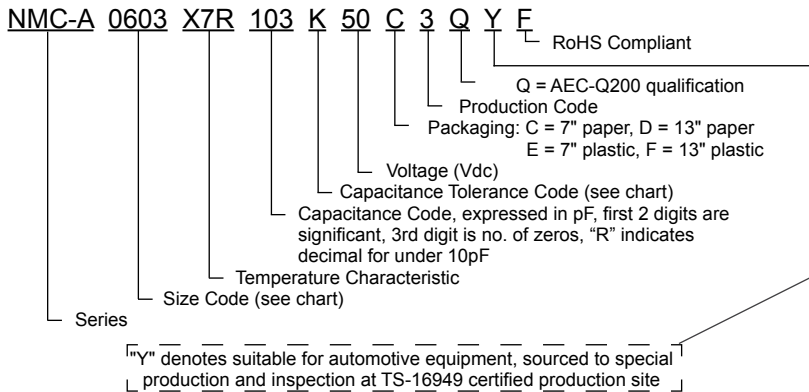 NMC-A 0603 X7R 103 K 50 C 3 Q Y F
RoHS Compliant
Q = AEC-Q200 qualification
Production Code
Packaging: C = 7" paper, D = 13" paper
E = 7" plastic, F = 13" plastic
Voltage (Vdc)
Capacitance Tolerance Code (see chart)
Capacitance Code, expressed in pF, first 2 digits are
significant, 3rd digit is no. of zeros, “R” indicates
decimal for under 10pF
Temperature Characteristic
Size Code (see chart)
Series
"Y" denotes suitable for automotive equipment, sourced to special
production and inspection at TS-16949 certified production site